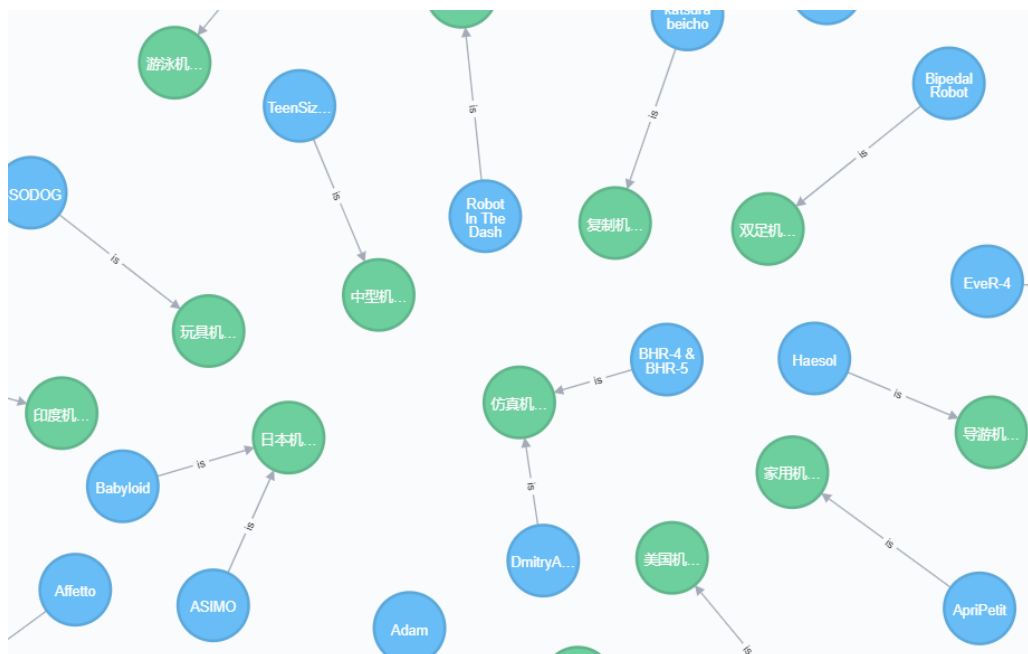 katsura
beicho
游泳机...
Bipedal
Robot
TeenSiz...
is
is
is
is
SODOG
is
Robot
In The
Dash
复制机...
双足机...
is
EveR-4
中型机...
玩具机...
BHR-4 &
BHR-5
Haesol
is
is
仿真机...
印度机...
日本机...
导游机...
is
家用机...
Babyloid
is
is
is
美国机...
DmitryA...
Affetto
ASIMO
ApriPetit
Adam
is